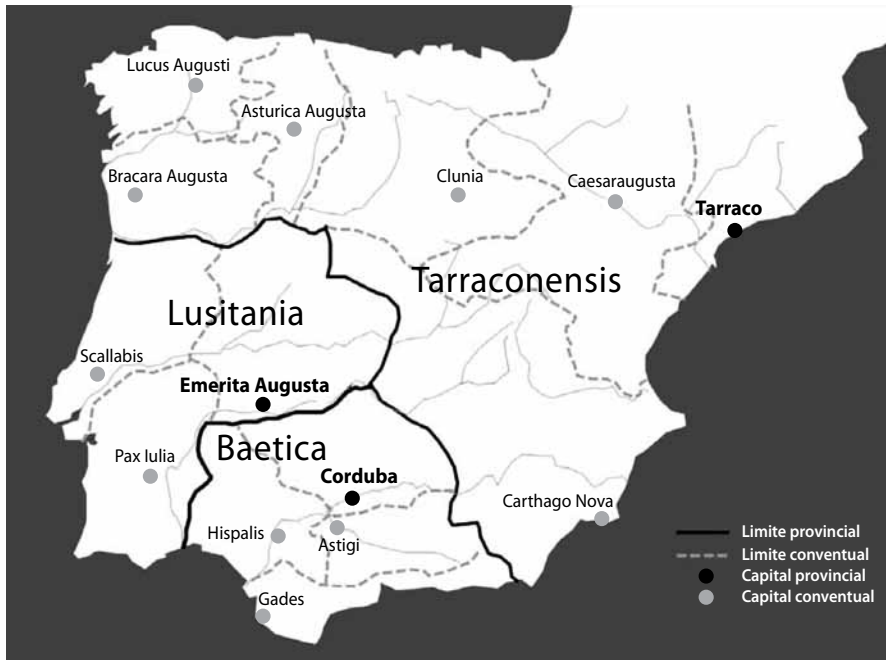 Lucus Augusti
Asturica Augusta
Bracara Augusta
Clunia
Caesaraugusta
Tarraco
Tarraconensis
Lusitania
Scallabis
Emerita Augusta
Baetica
Pax Iulia
Corduba
Carthago Nova
Hispalis
Astigi
Gades
Limite provincial
Limite conventual
Capital provincial
Capital conventual